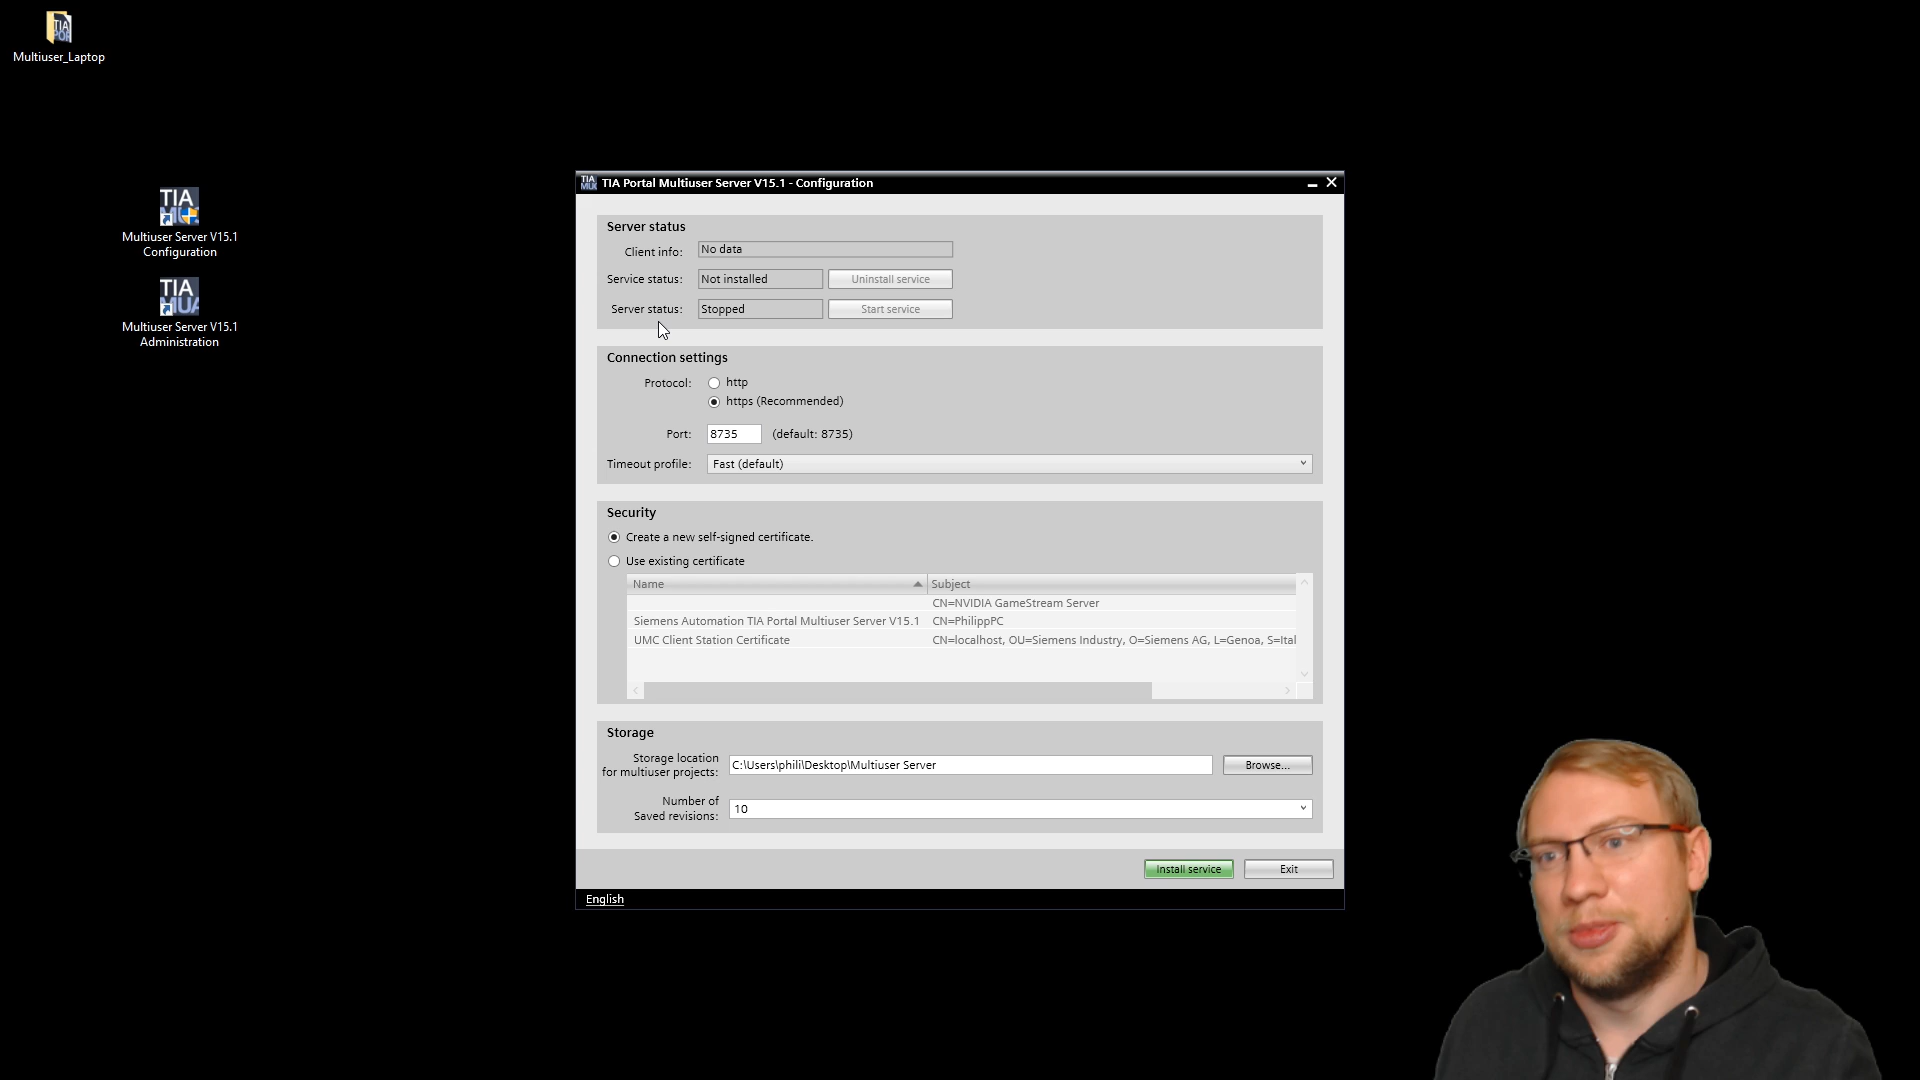 Multiuser_Laptop
Multiuser Server V15.1
Configuration
Multiuser Server V15.1
Administration
TIA Portal Multiuser Server V15.1 - Configuration
Server status
Client info: No data
Service status: Not installed Uninstall service
Server status: Stopped Start service
Connection settings
Protocol: http
https (Recommended)
Port: 8735 (default: 8735)
Timeout profile: Fast (default)
Security
Create a new self-signed certificate.
Use existing certificate
Name Subject
CN=NVIDIA GameStream Server
Siemens Automation TIA Portal Multiuser Server V15.1 CN=PhilippPC
UMC Client Station Certificate CN=localhost, OU=Siemens Industry, O=Siemens AG, L=Genoa, S=Ital
Storage
Storage location
for multiuser projects: C:\Users\phili\Desktop\Multiuser Server Browse...
Number of
Saved revisions: 10
Install service Exit
English